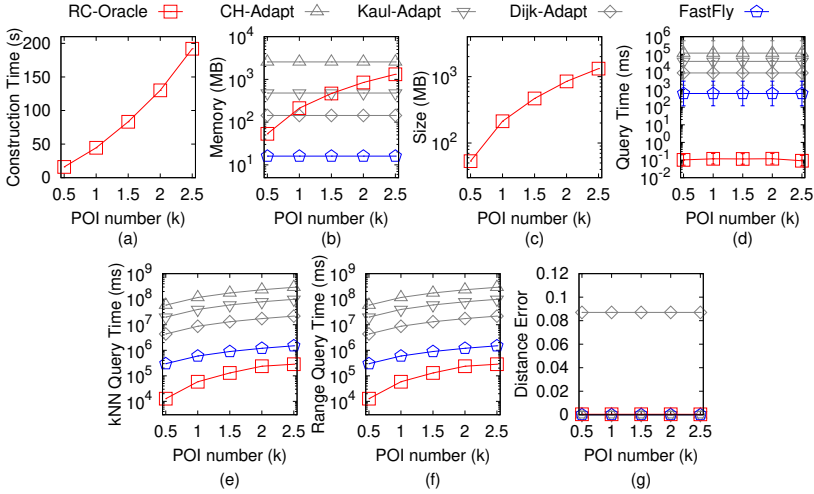 RC-Oracle CH-Adapt Kaul-Adapt Dijk-Adapt FastFly
Construction Time (s)
200
150
100
50
0
0.5 1 1.5 2 2.5
POI number (k)
(a)
Memory (MB)
10^4
10^3
10^2
10^1
0.5 1 1.5 2 2.5
POI number (k)
(b)
Size (MB)
10^3
10^2
0.5 1 1.5 2 2.5
POI number (k)
(c)
Query Time (ms)
10^6
10^5
10^4
10^3
10^2
10^1
10^0
10^-1
10^-2
0.5 1 1.5 2 2.5
POI number (k)
(d)
kNN Query Time (ms)
10^9
10^8
10^7
10^6
10^5
10^4
0.5 1 1.5 2 2.5
POI number (k)
(e)
Range Query Time (ms)
10^9
10^8
10^7
10^6
10^5
10^4
0.5 1 1.5 2 2.5
POI number (k)
(f)
Distance Error
0.12
0.1
0.08
0.06
0.04
0.02
0
0.5 1 1.5 2 2.5
POI number (k)
(g)